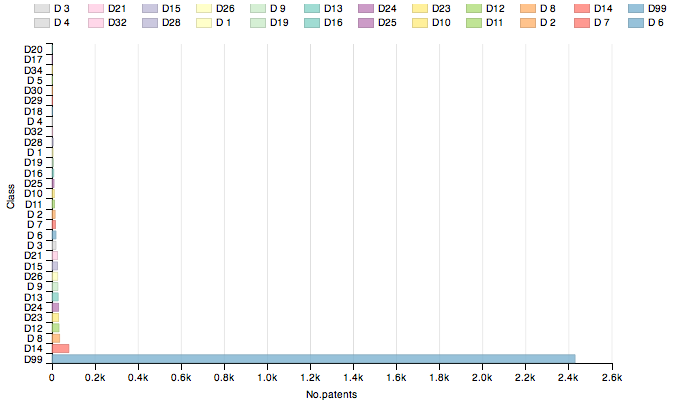 D 3 D21 D15 D26 D 9 D13 D24 D23 D12 D 8 D14 D99
D 4 D32 D28 D 1 D19 D16 D25 D10 D11 D 2 D 7 D 6
D20
D17
D34
D 5
D30
D29
D18
D 4
D32
D28
D 1
D19
D16
D25
D10
D11
D 2
D 7
D 6
D 3
D21
D15
D26
D 9
D13
D24
D23
D12
D 8
D14
D99
Class
0 0.2k 0.4k 0.6k 0.8k 1.0k 1.2k 1.4k 1.6k 1.8k 2.0k 2.2k 2.4k 2.6k
No.patents